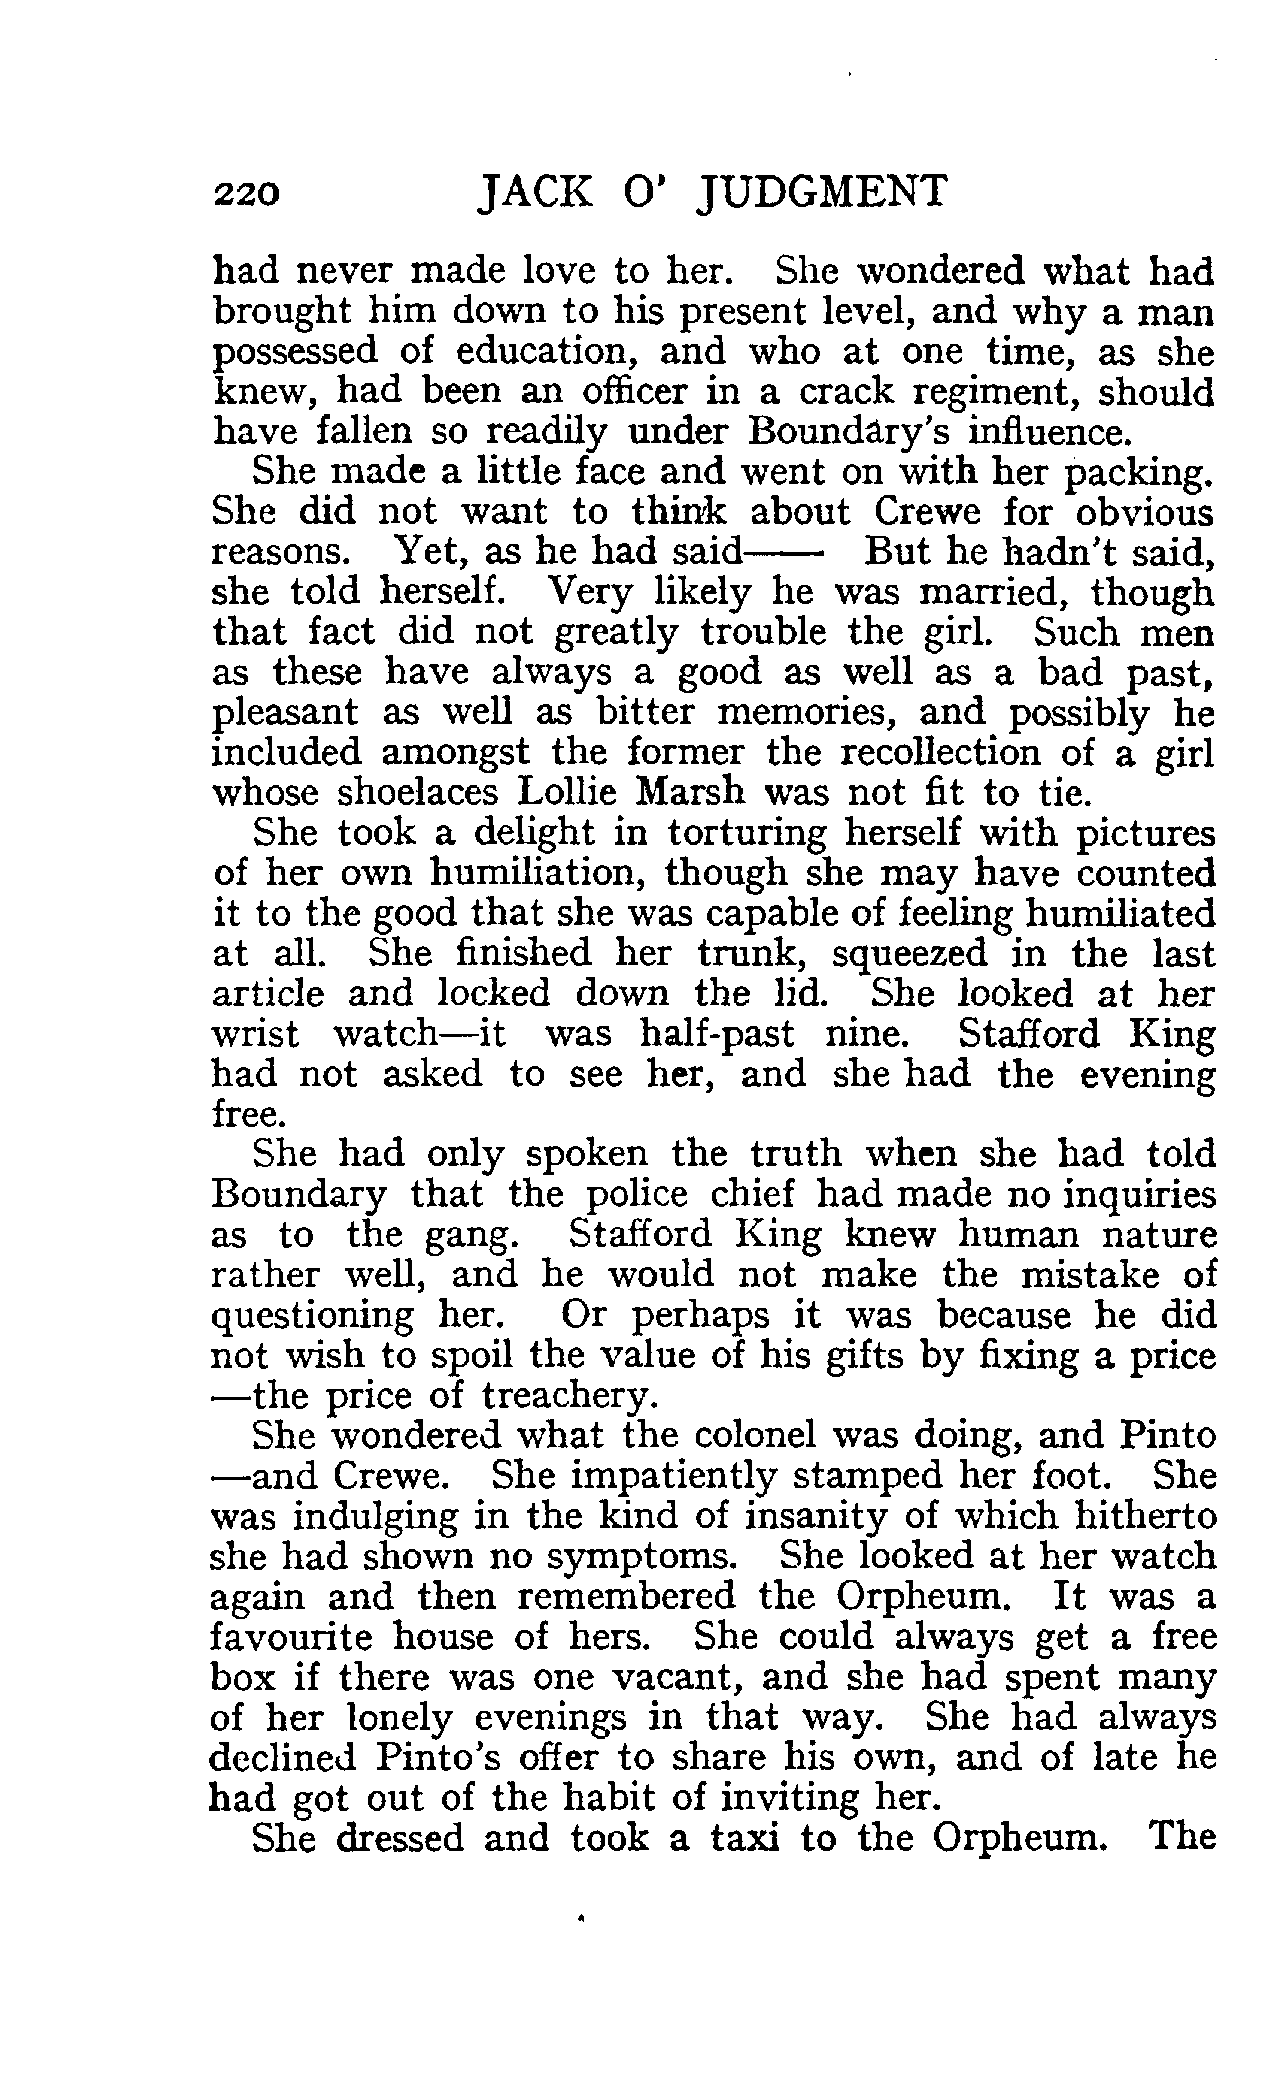 220 JACK O' JUDGMENT
had never made love to her. She wondered what had
brought him down to his present level, and why a man
possessed of education, and who at one time, as she
knew, had been an officer in a crack regiment, should
have fallen so readily under Boundary's influence.
She made a little face and went on with her packing.
She did not want to think about Crewe for obvious
reasons. Yet, as he had said—— But he hadn't said,
she told herself. Very likely he was married, though
that fact did not greatly trouble the girl. Such men
as these have always a good as well as a bad past,
pleasant as well as bitter memories, and possibly he
included amongst the former the recollection of a girl
whose shoelaces Lollie Marsh was not fit to tie.
She took a delight in torturing herself with pictures
of her own humiliation, though she may have counted
it to the good that she was capable of feeling humiliated
at all. She finished her trunk, squeezed in the last
article and locked down the lid. She looked at her
wrist watch—it was half-past nine. Stafford King
had not asked to see her, and she had the evening
free.
She had only spoken the truth when she had told
Boundary that the police chief had made no inquiries
as to the gang. Stafford King knew human nature
rather well, and he would not make the mistake of
questioning her. Or perhaps it was because he did
not wish to spoil the value of his gifts by fixing a price
—the price of treachery.
She wondered what the colonel was doing, and Pinto
—and Crewe. She impatiently stamped her foot. She
was indulging in the kind of insanity of which hitherto
she had shown no symptoms. She looked at her watch
again and then remembered the Orpheum. It was a
favourite house of hers. She could always get a free
box if there was one vacant, and she had spent many
of her lonely evenings in that way. She had always
declined Pinto's offer to share his own, and of late he
had got out of the habit of inviting her.
She dressed and took a taxi to the Orpheum. The